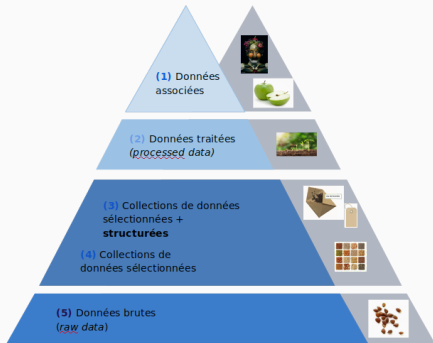 (1) Données
associées
(2) Données traitées
(processed data)
(3) Collections de données
sélectionnées +
structurées
(4) Collections de
données sélectionnées
(5) Données brutes
(raw data)